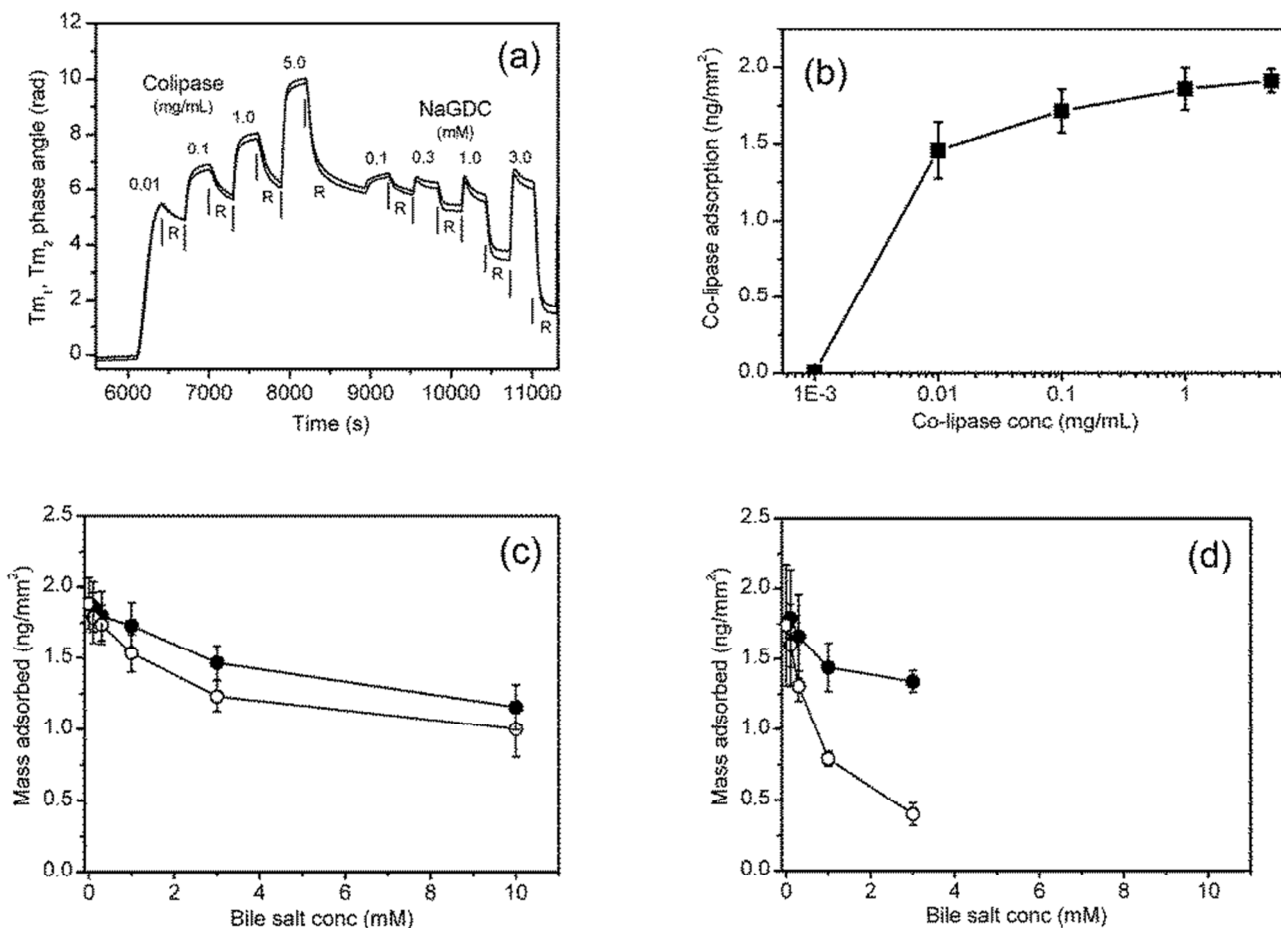 (a)
Tm₁, Tm₂ phase angle (rad)
12
10
8
6
4
2
0
Colipase
(mg/mL)
0.01
0.1
1.0
5.0
NaGDC
(mM)
0.1
0.3
1.0
3.0
R
R
R
R
R
R
R
R
6000 7000 8000 9000 10000 11000
Time (s)
(b)
Co-lipase adsorption (ng/mm²)
2.0
1.5
1.0
0.5
0.0
1E-3 0.01 0.1 1
Co-lipase conc (mg/mL)
(c)
Mass adsorbed (ng/mm²)
2.5
2.0
1.5
1.0
0.5
0.0
0 2 4 6 8 10
Bile salt conc (mM)
(d)
Mass adsorbed (ng/mm²)
2.5
2.0
1.5
1.0
0.5
0.0
0 2 4 6 8 10
Bile salt conc (mM)